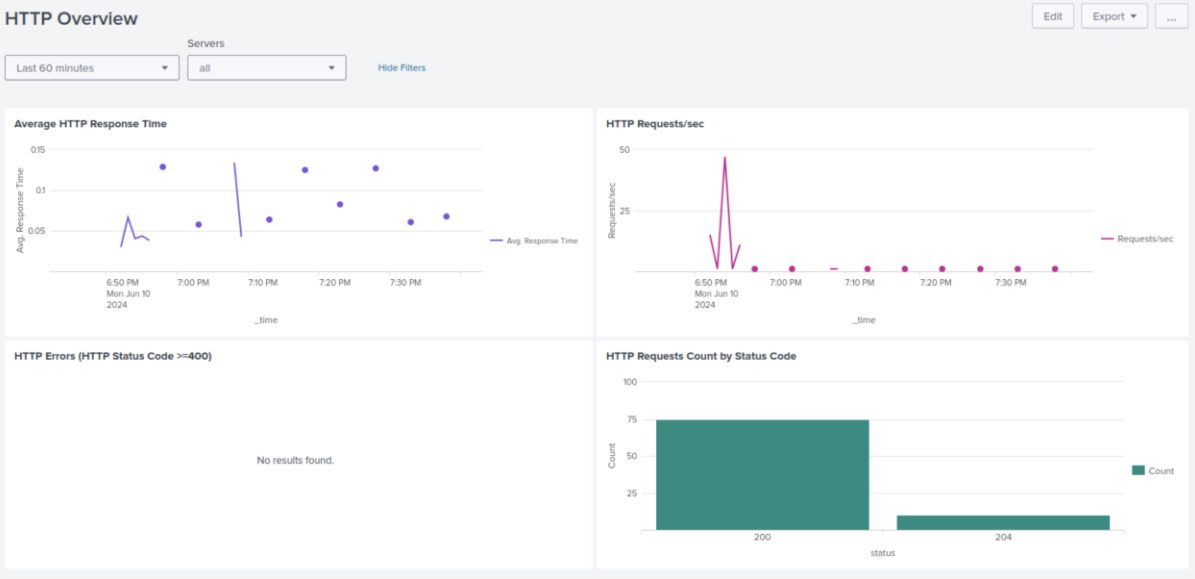 HTTP Overview
Edit
Export
...
Servers
Last 60 minutes
all
Hide Filters
Average HTTP Response Time
0.15
0.1
0.05
Avg. Response Time
Avg. Response Time
6:50 PM
Mon Jun 10
2024
7:00 PM
7:10 PM
7:20 PM
7:30 PM
_time
HTTP Requests/sec
50
25
Requests/sec
Requests/sec
6:50 PM
Mon Jun 10
2024
7:00 PM
7:10 PM
7:20 PM
7:30 PM
_time
HTTP Errors (HTTP Status Code >=400)
No results found.
HTTP Requests Count by Status Code
100
75
50
25
Count
Count
200
204
status